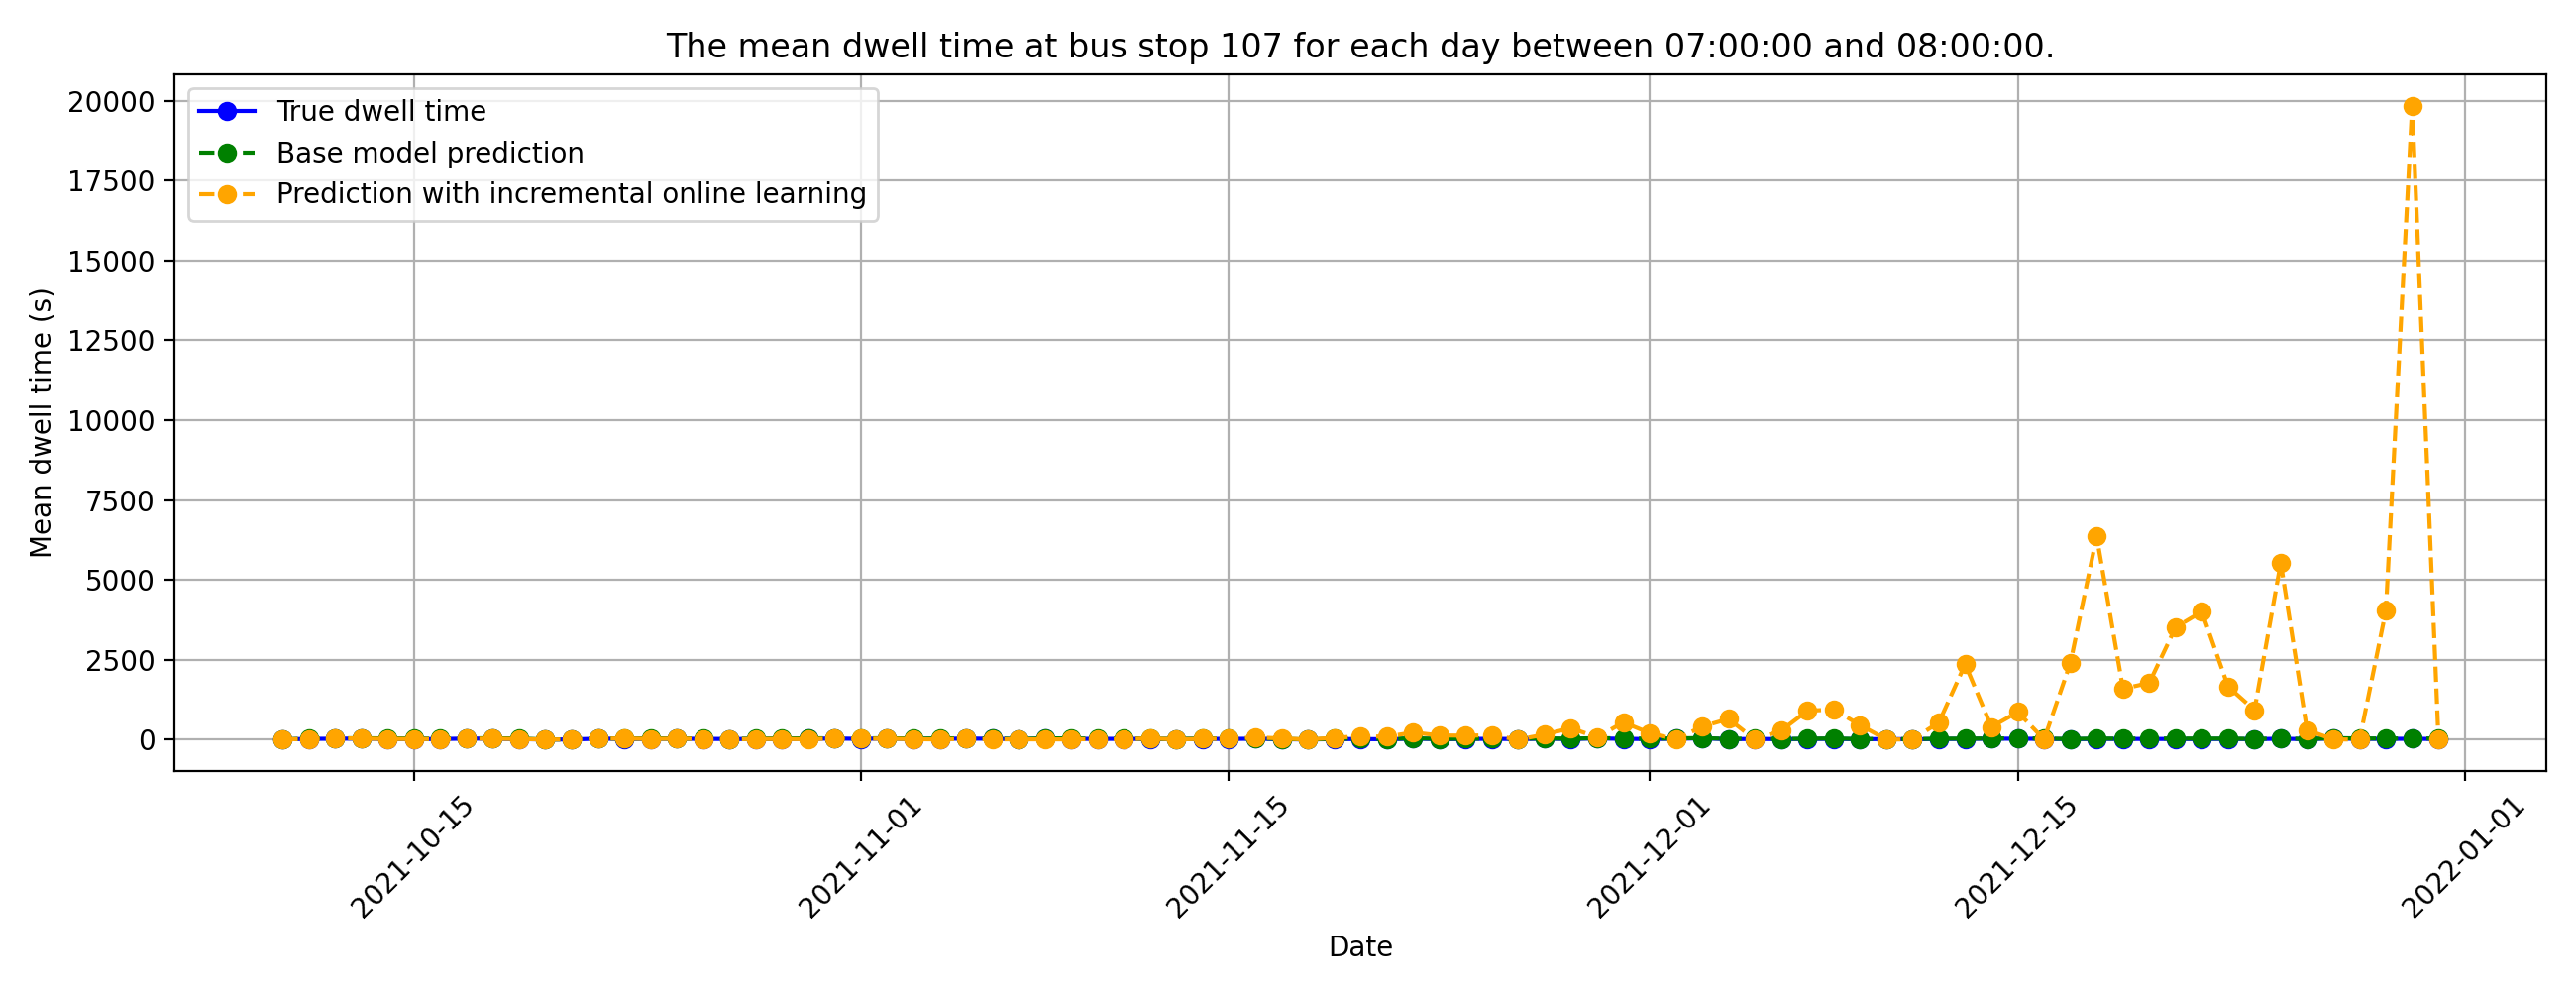 The mean dwell time at bus stop 107 for each day between 07:00:00 and 08:00:00.
True dwell time
Base model prediction
Prediction with incremental online learning
Mean dwell time (s)
20000
17500
15000
12500
10000
7500
5000
2500
0
2021-10-15
2021-11-01
2021-11-15
2021-12-01
2021-12-15
2022-01-01
Date